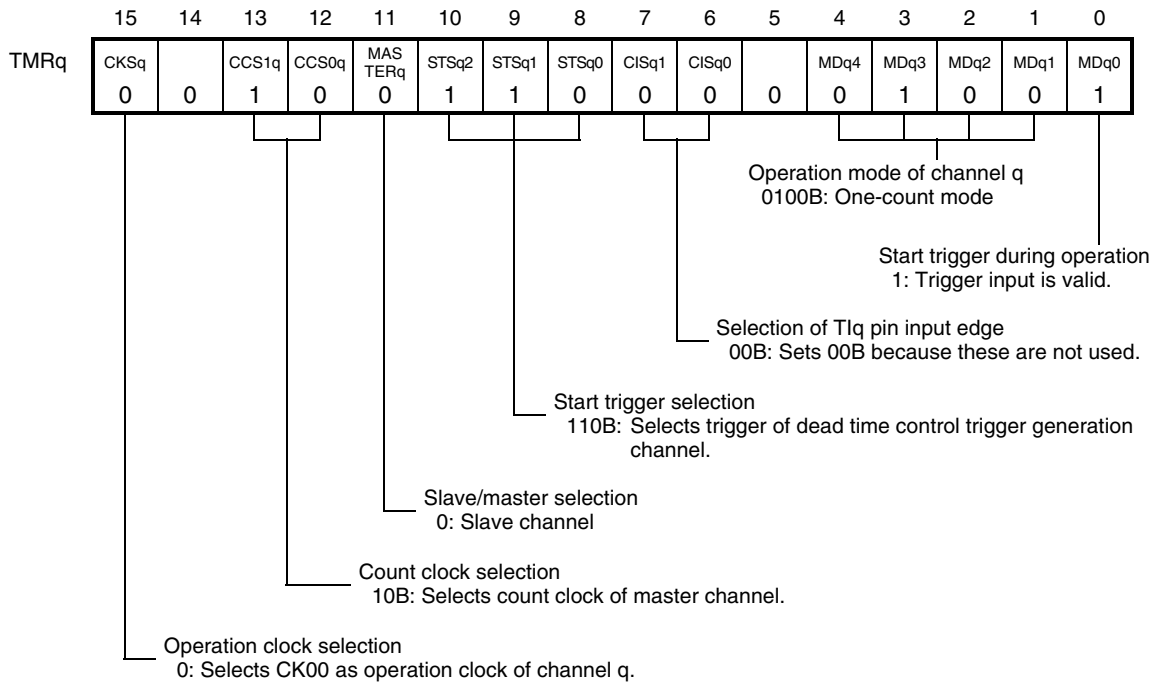 15 14 13 12 11 10 9 8 7 6 5 4 3 2 1 0
TMRq CKSq CCS1q CCS0q MAS TERq STSq2 STSq1 STSq0 CISq1 CISq0 MDq4 MDq3 MDq2 MDq1 MDq0
0 0 1 0 0 1 1 0 0 0 0 0 1 0 0 1
Operation mode of channel q
0100B: One-count mode
Start trigger during operation
1: Trigger input is valid.
Selection of TIq pin input edge
00B: Sets 00B because these are not used.
Start trigger selection
110B: Selects trigger of dead time control trigger generation
channel.
Slave/master selection
0: Slave channel
Count clock selection
10B: Selects count clock of master channel.
Operation clock selection
0: Selects CK00 as operation clock of channel q.